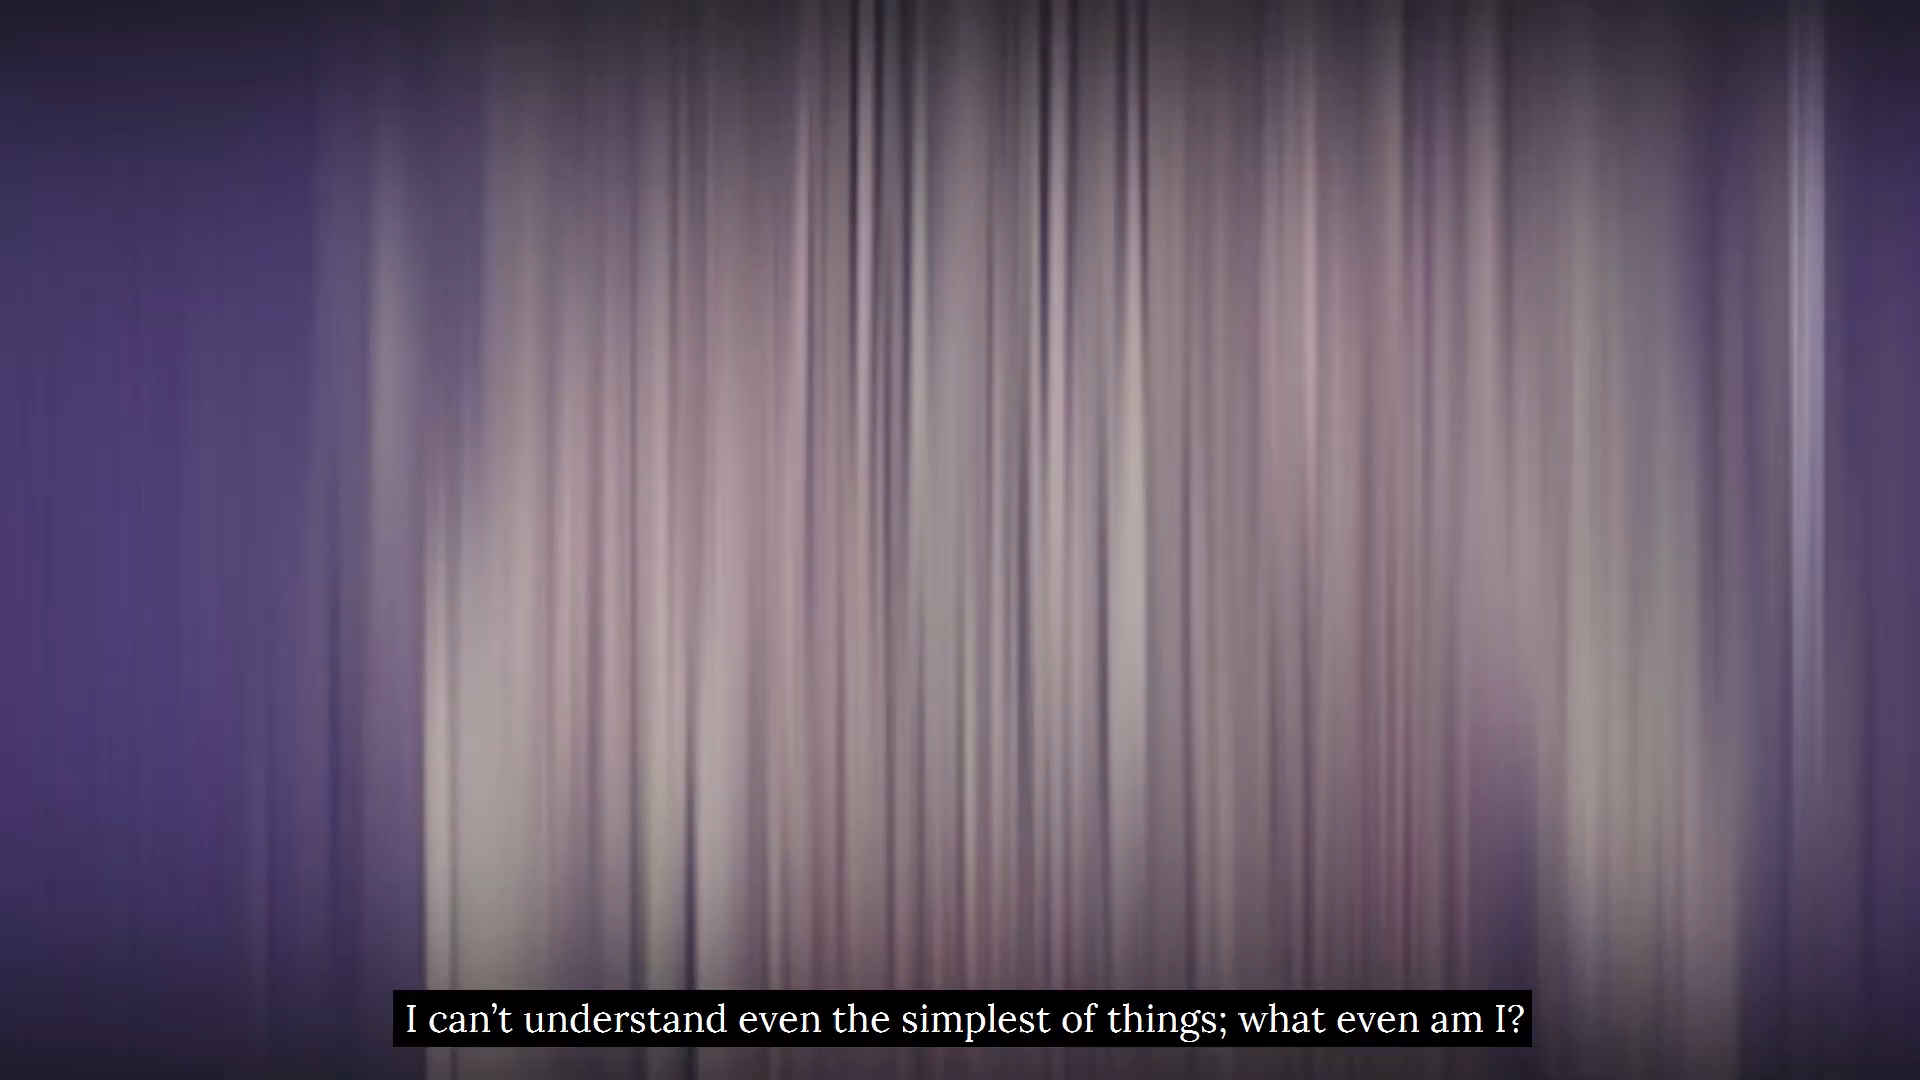 I can’t understand even the simplest of things; what even am I?